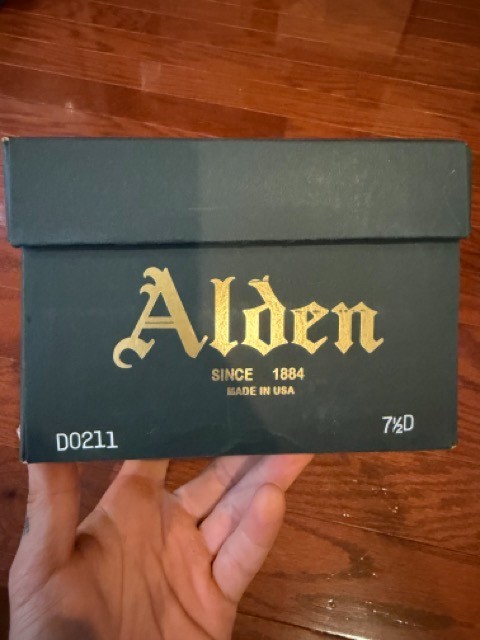 Alden
SINCE 1884
MADE IN USA
D0211
7½D